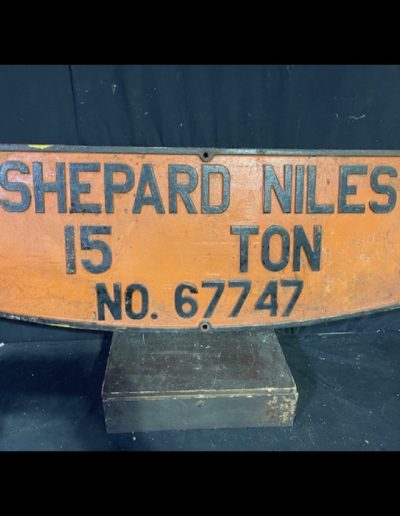 SHEPARD NILES
15 TON
NO. 67747